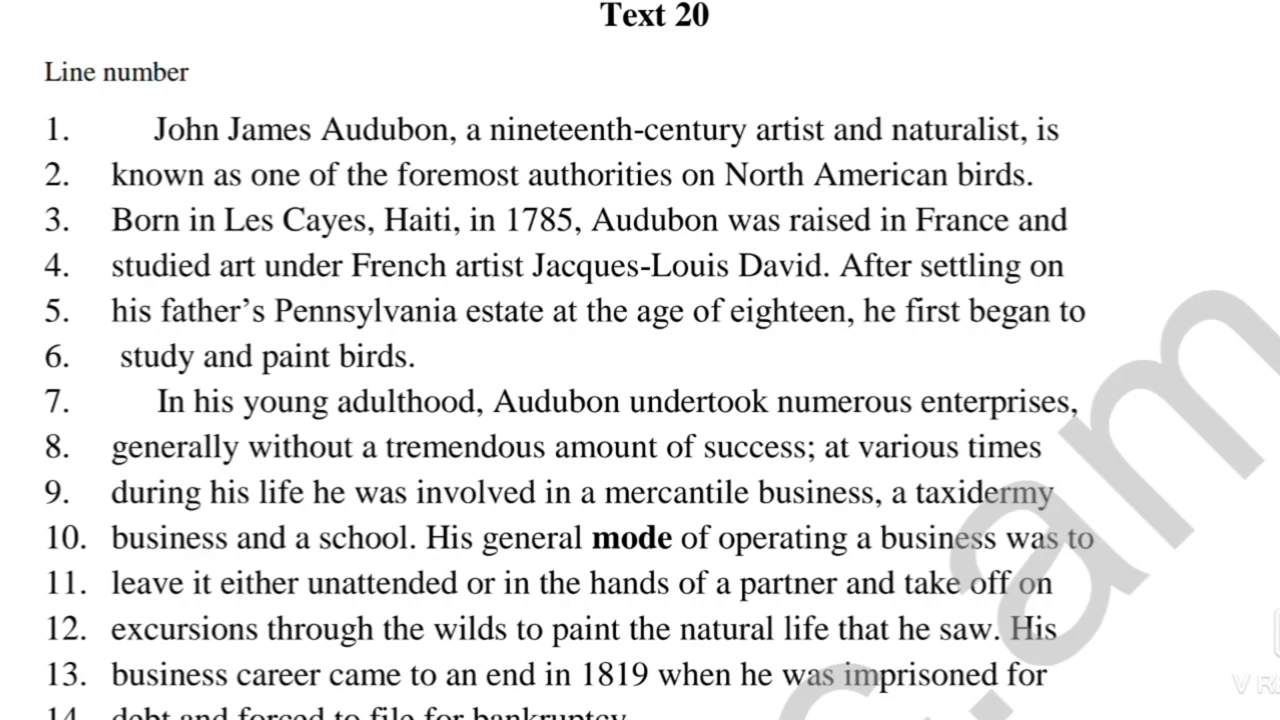 Text 20
Line number
1. John James Audubon, a nineteenth-century artist and naturalist, is
2. known as one of the foremost authorities on North American birds.
3. Born in Les Cayes, Haiti, in 1785, Audubon was raised in France and
4. studied art under French artist Jacques-Louis David. After settling on
5. his father’s Pennsylvania estate at the age of eighteen, he first began to
6. study and paint birds.
7. In his young adulthood, Audubon undertook numerous enterprises,
8. generally without a tremendous amount of success; at various times
9. during his life he was involved in a mercantile business, a taxidermy
10. business and a school. His general mode of operating a business was to
11. leave it either unattended or in the hands of a partner and take off on
12. excursions through the wilds to paint the natural life that he saw. His
13. business career came to an end in 1819 when he was imprisoned for
14. debt and forced to file for bankruptcy.